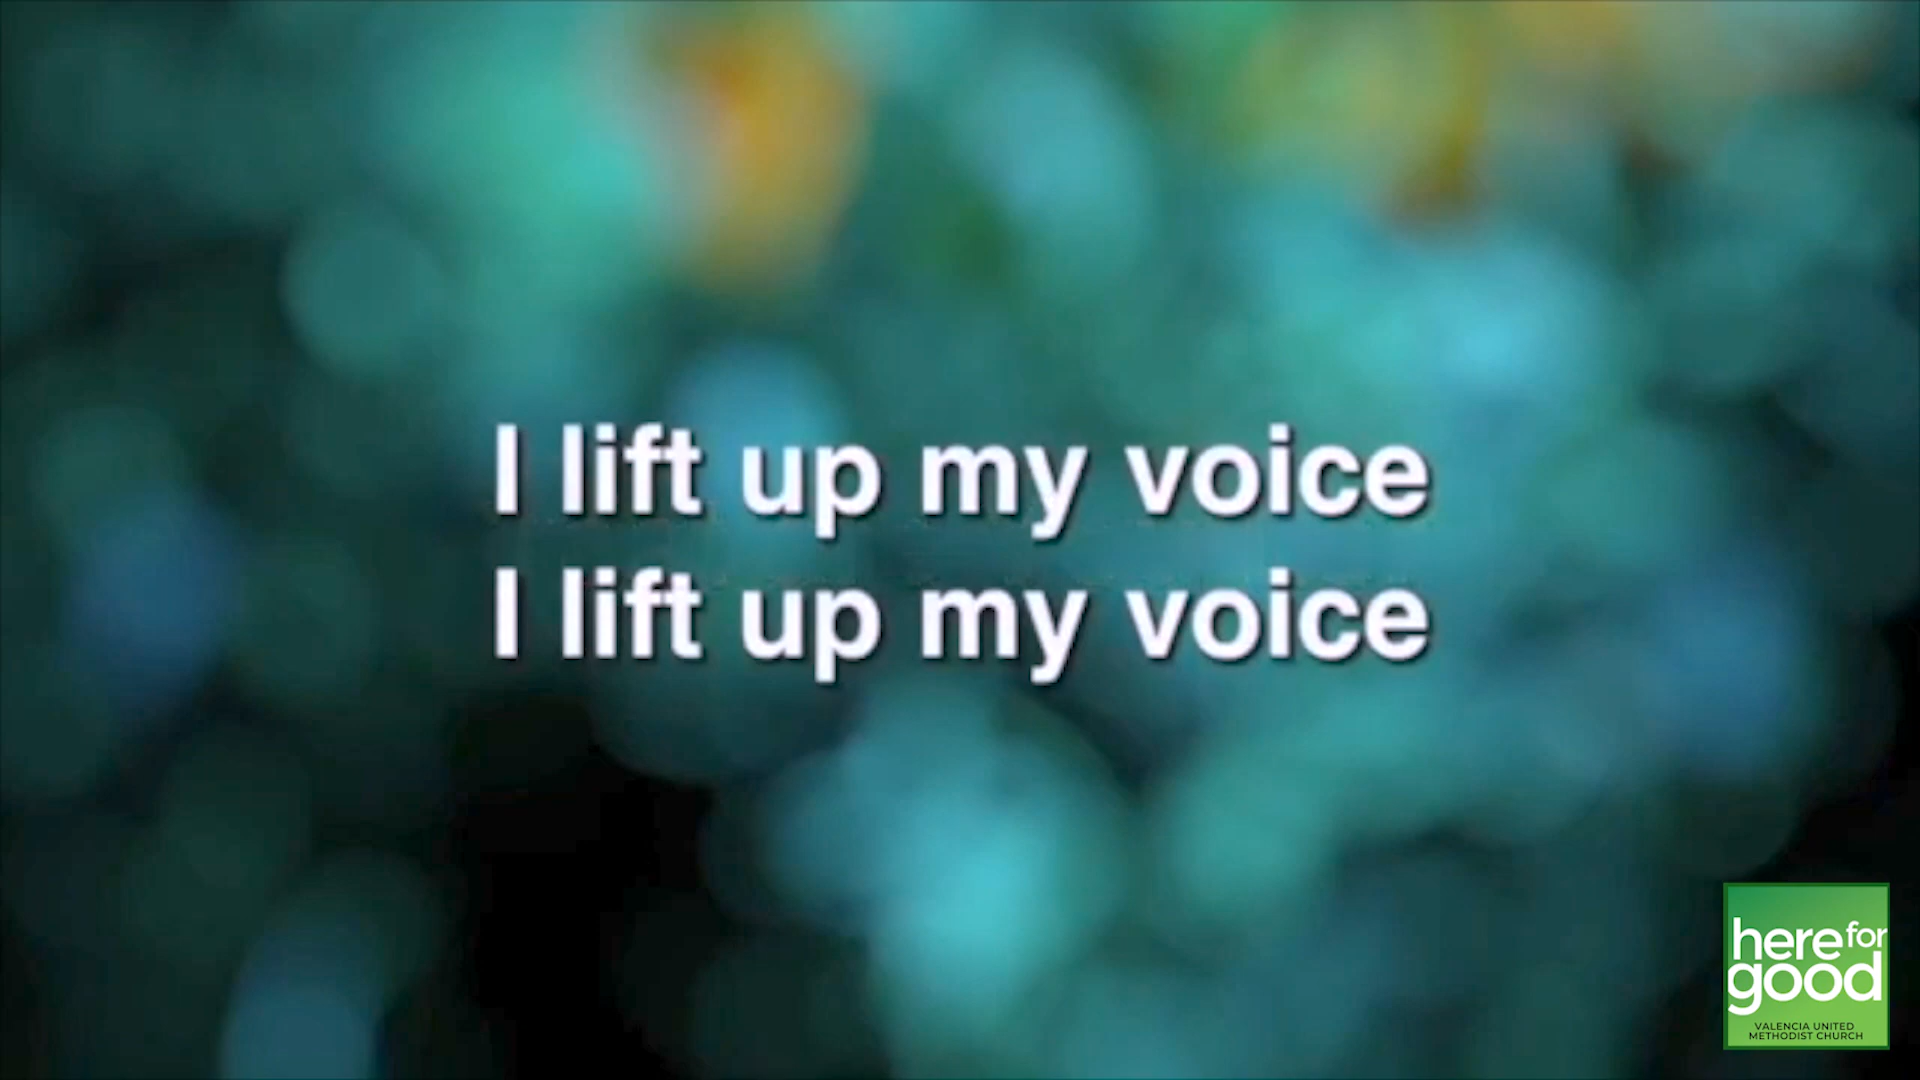 I lift up my voice
I lift up my voice
here for
good
VALENCIA UNITED
METHODIST CHURCH